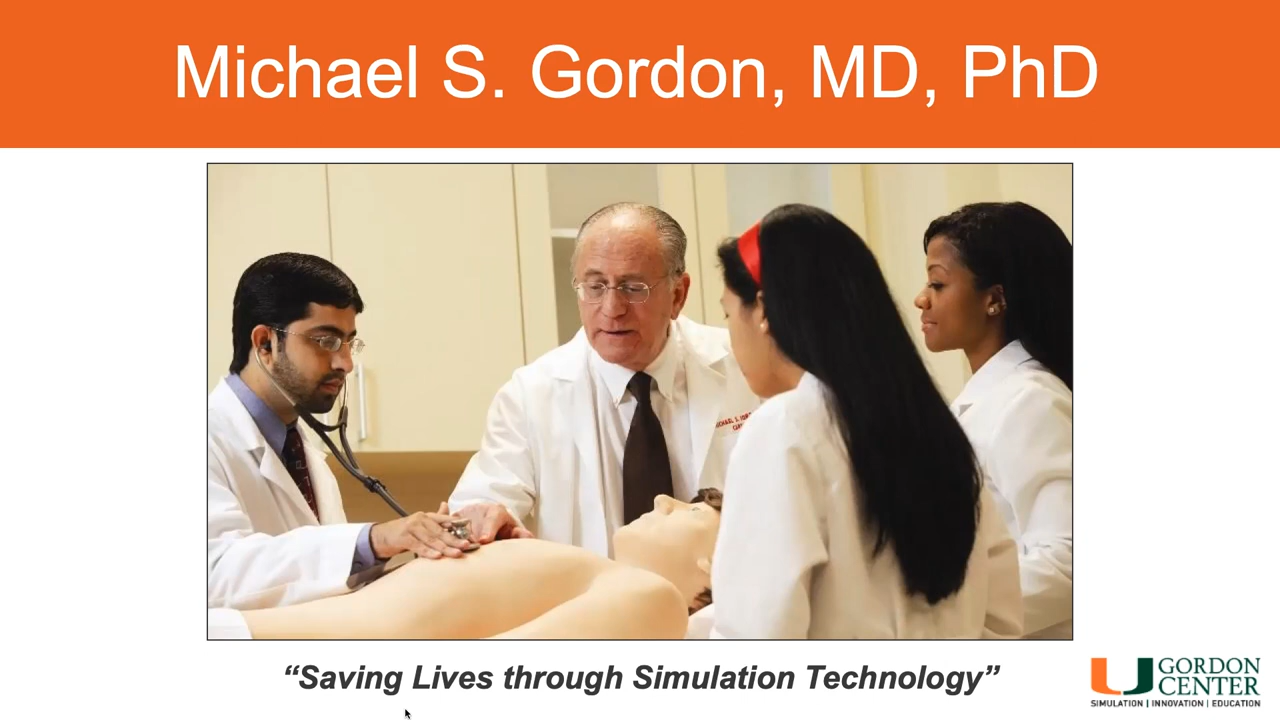 Michael S. Gordon, MD, PhD
“Saving Lives through Simulation Technology”
GORDON
CENTER
SIMULATION | INNOVATION | EDUCATION